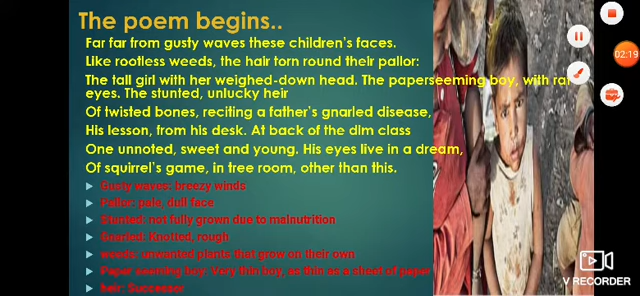 The poem begins..
Far far from gusty waves these children's faces.
Like rootless weeds, the hair torn round their pallor:
The tall girl with her weighed-down head. The paperseeming boy, with rat
eyes. The stunted, unlucky heir
Of twisted bones, reciting a father's gnarled disease,
His lesson, from his desk. At back of the dim class
One unnoted, sweet and young. His eyes live in a dream,
Of squirrel's game, in tree room, other than this.
Gusty waves: breezy winds
Pallor: pale, dull face
Stunted: not fully grown due to malnutrition
Gnarled: Knotted, rough
weeds: unwanted plants that grow on their own
Paper seeming boy: Very thin boy, as thin as a sheet of paper
heir: Successor
02:19
V RECORDER